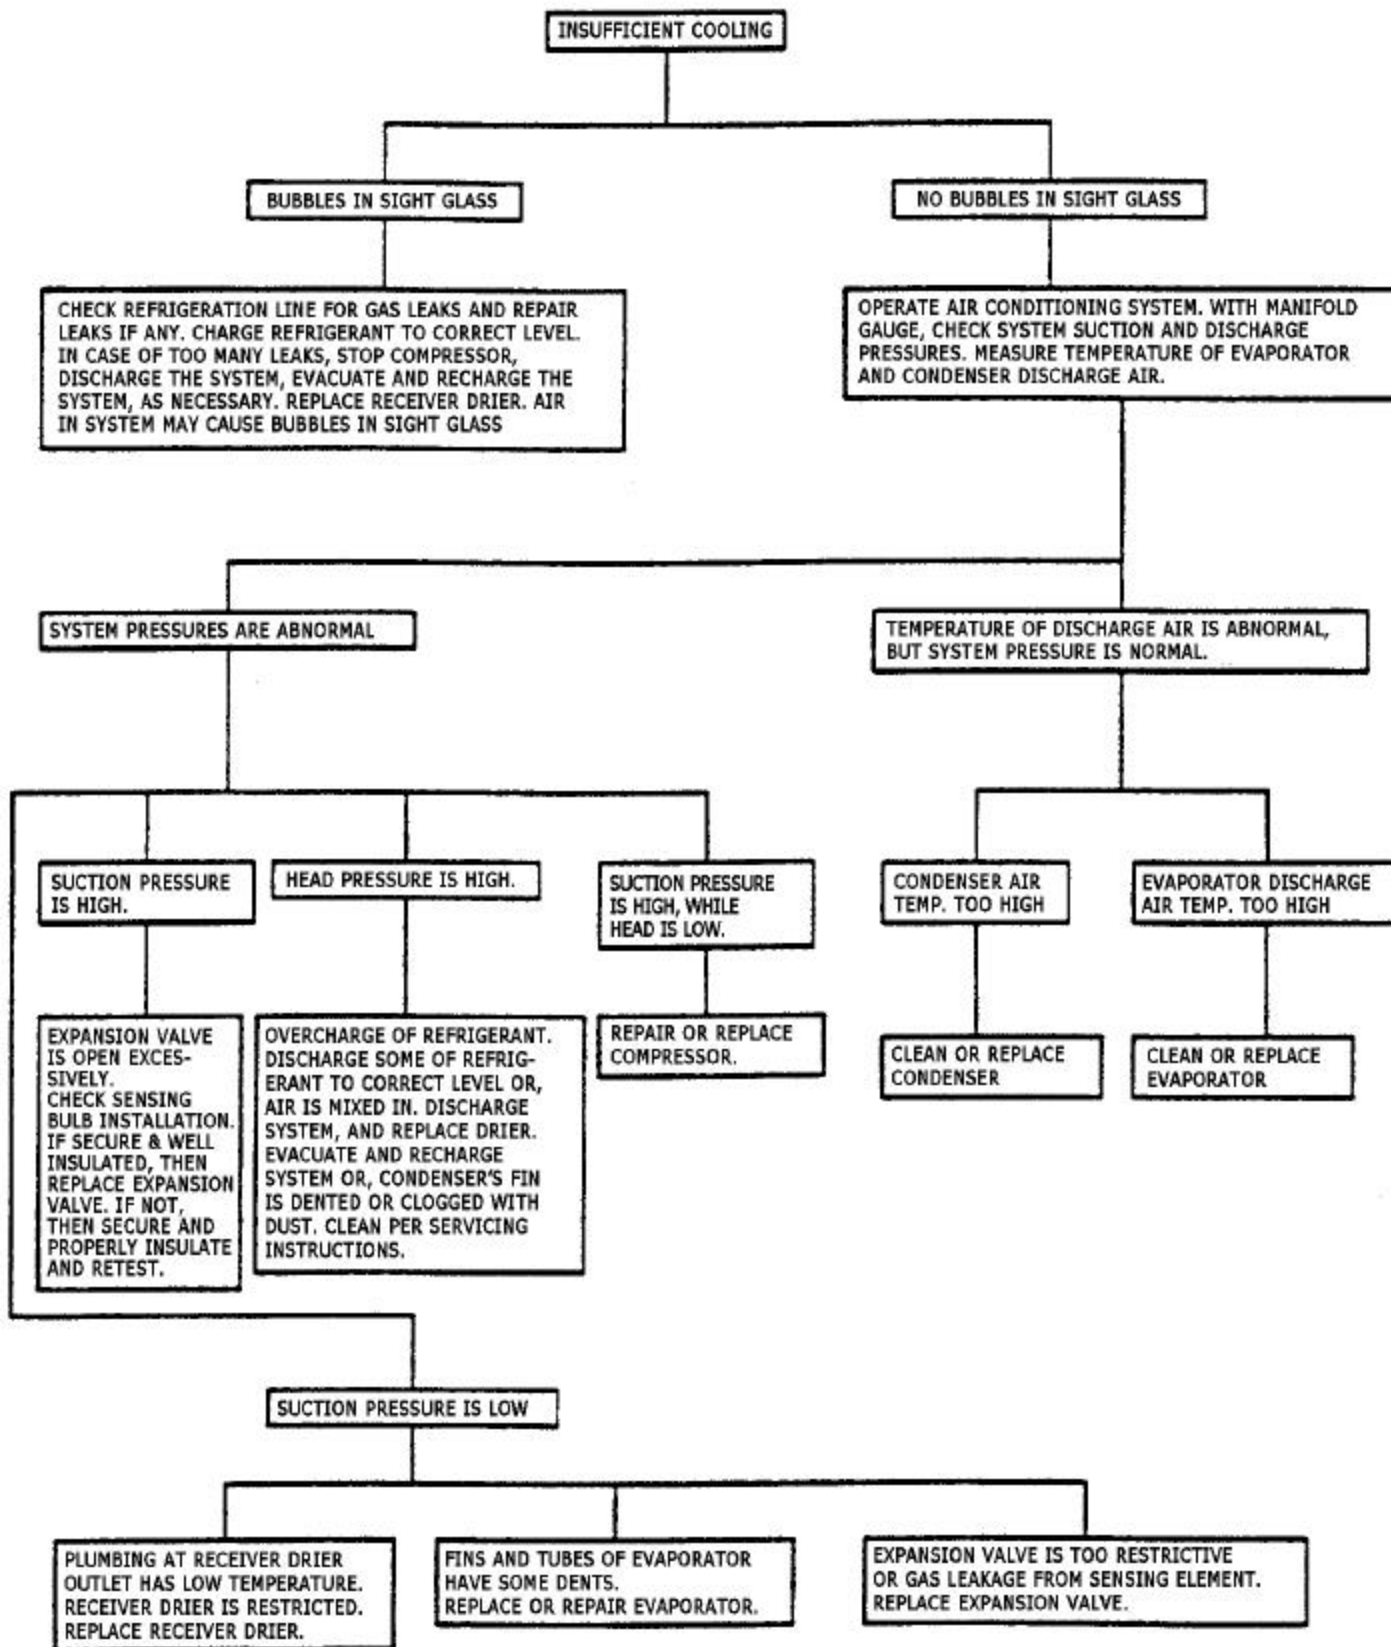 INSUFFICIENT COOLING
BUBBLES IN SIGHT GLASS
NO BUBBLES IN SIGHT GLASS
CHECK REFRIGERATION LINE FOR GAS LEAKS AND REPAIR
LEAKS IF ANY. CHARGE REFRIGERANT TO CORRECT LEVEL.
IN CASE OF TOO MANY LEAKS, STOP COMPRESSOR,
DISCHARGE THE SYSTEM, EVACUATE AND RECHARGE THE
SYSTEM, AS NECESSARY. REPLACE RECEIVER DRIER. AIR
IN SYSTEM MAY CAUSE BUBBLES IN SIGHT GLASS
OPERATE AIR CONDITIONING SYSTEM. WITH MANIFOLD
GAUGE, CHECK SYSTEM SUCTION AND DISCHARGE
PRESSURES. MEASURE TEMPERATURE OF EVAPORATOR
AND CONDENSER DISCHARGE AIR.
SYSTEM PRESSURES ARE ABNORMAL
TEMPERATURE OF DISCHARGE AIR IS ABNORMAL,
BUT SYSTEM PRESSURE IS NORMAL.
SUCTION PRESSURE
IS HIGH.
HEAD PRESSURE IS HIGH.
SUCTION PRESSURE
IS HIGH, WHILE
HEAD IS LOW.
CONDENSER AIR
TEMP. TOO HIGH
EVAPORATOR DISCHARGE
AIR TEMP. TOO HIGH
EXPANSION VALVE
IS OPEN EXCES-
SIVELY.
CHECK SENSING
BULB INSTALLATION.
IF SECURE & WELL
INSULATED, THEN
REPLACE EXPANSION
VALVE. IF NOT,
THEN SECURE AND
PROPERLY INSULATE
AND RETEST.
OVERCHARGE OF REFRIGERANT.
DISCHARGE SOME OF REFRIG-
ERANT TO CORRECT LEVEL OR,
AIR IS MIXED IN. DISCHARGE
SYSTEM, AND REPLACE DRIER.
EVACUATE AND RECHARGE
SYSTEM OR, CONDENSER'S FIN
IS DENTED OR CLOGGED WITH
DUST. CLEAN PER SERVICING
INSTRUCTIONS.
REPAIR OR REPLACE
COMPRESSOR.
CLEAN OR REPLACE
CONDENSER
CLEAN OR REPLACE
EVAPORATOR
SUCTION PRESSURE IS LOW
PLUMBING AT RECEIVER DRIER
OUTLET HAS LOW TEMPERATURE.
RECEIVER DRIER IS RESTRICTED.
REPLACE RECEIVER DRIER.
FINS AND TUBES OF EVAPORATOR
HAVE SOME DENTS.
REPLACE OR REPAIR EVAPORATOR.
EXPANSION VALVE IS TOO RESTRICTIVE
OR GAS LEAKAGE FROM SENSING ELEMENT.
REPLACE EXPANSION VALVE.